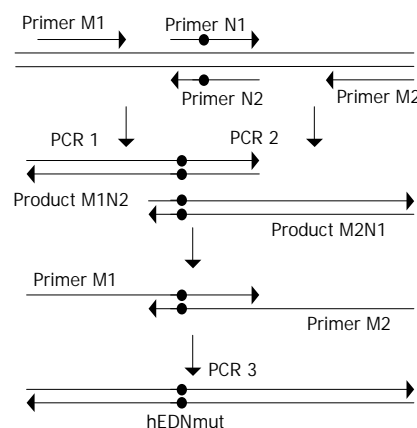 Primer M1 Primer N1
Primer N2 Primer M2
PCR 1 PCR 2
Product M1N2
Product M2N1
Primer M1
Primer M2
PCR 3
hEDNmut